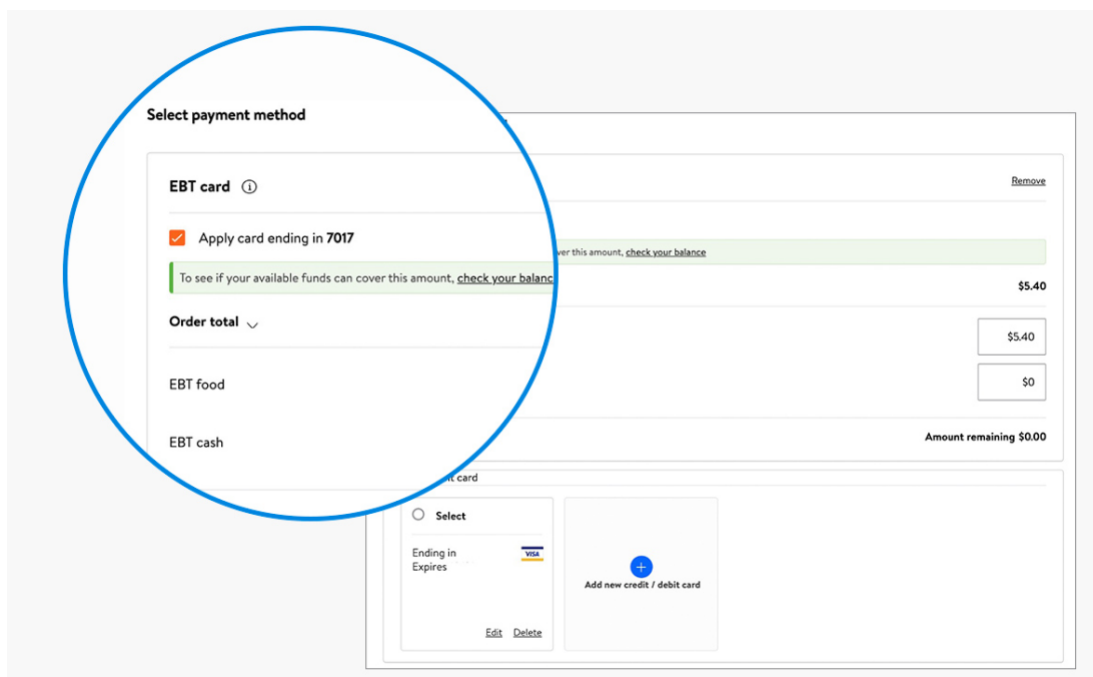 Select payment method
EBT card
Remove
Apply card ending in 7017
To see if your available funds can cover this amount, check your balanc
ver this amount, check your balance
$5.40
Order total
$5.40
EBT food
$0
EBT cash
Amount remaining $0.00
card
Select
Ending in
VISA
Expires
Add new credit / debit card
Edit Delete